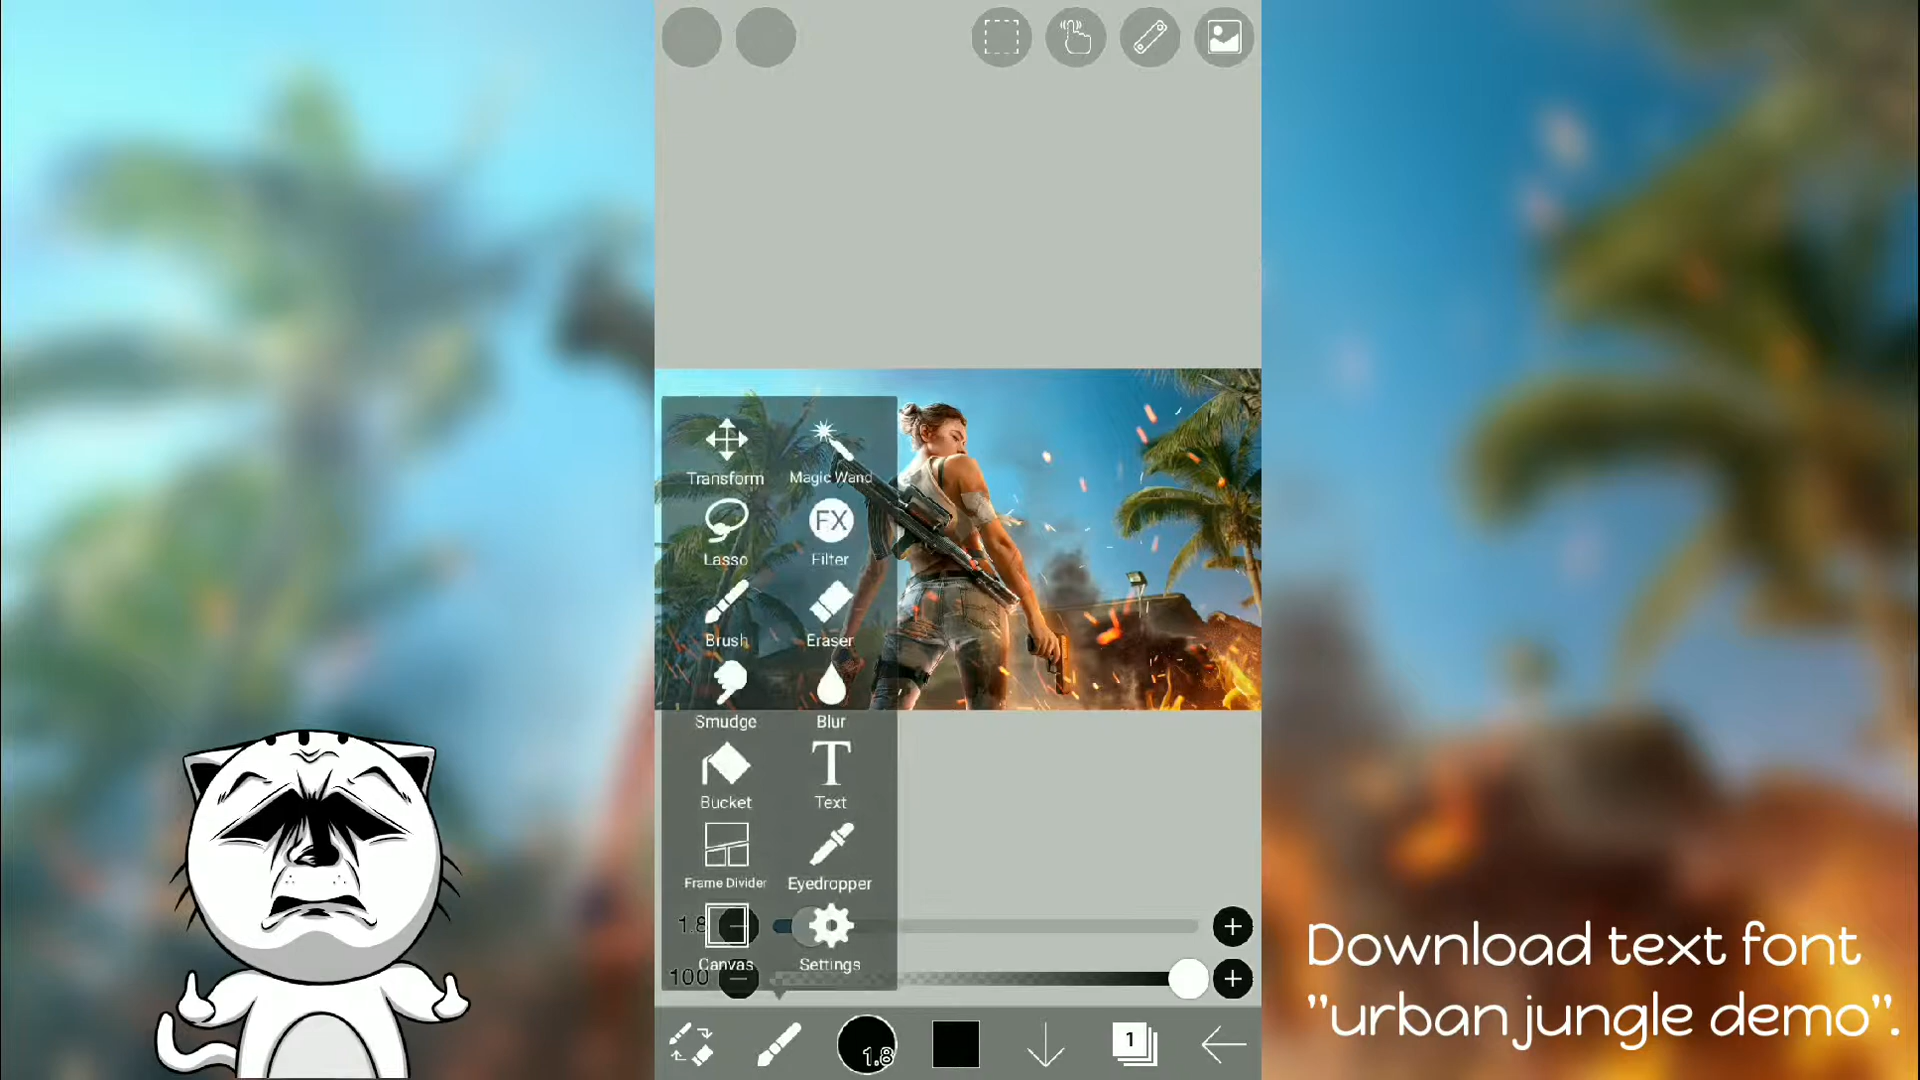 Transform
Magic Wand
Lasso
FX
Filter
Brush
Eraser
Smudge
Blur
Bucket
T
Text
Frame Divider
Eyedropper
1.8
Canvas
Settings
100
1.8
1
Download text font
"urban jungle demo".